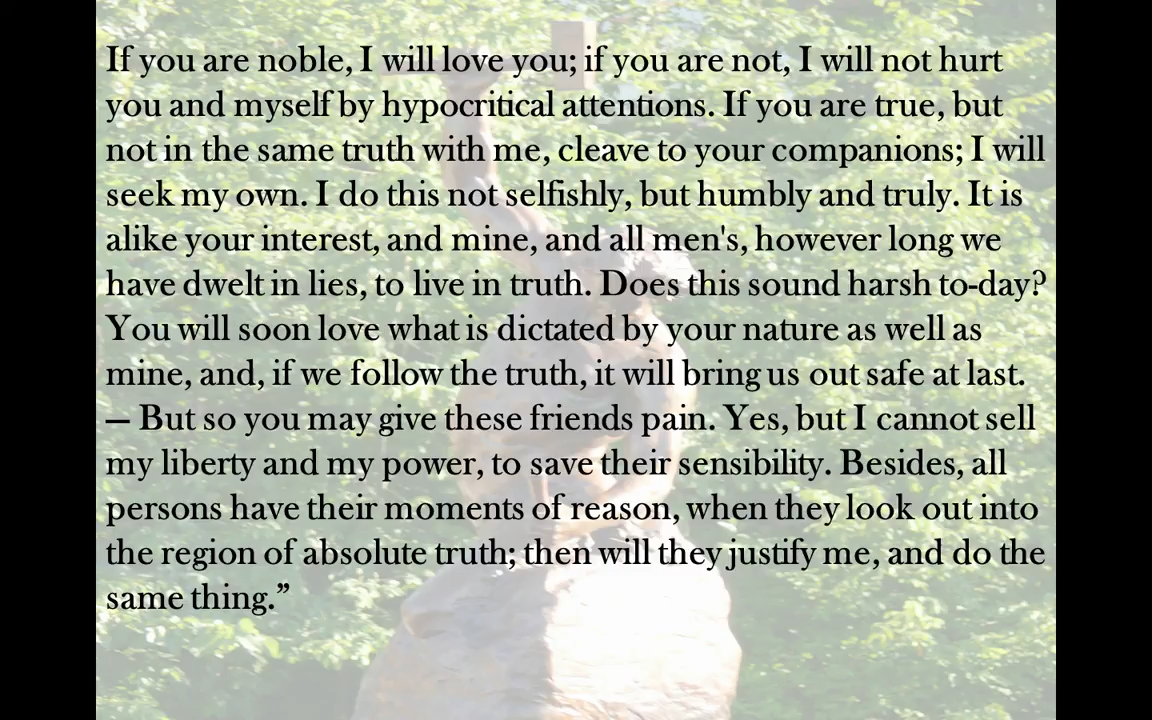 If you are noble, I will love you; if you are not, I will not hurt
you and myself by hypocritical attentions. If you are true, but
not in the same truth with me, cleave to your companions; I will
seek my own. I do this not selfishly, but humbly and truly. It is
alike your interest, and mine, and all men's, however long we
have dwelt in lies, to live in truth. Does this sound harsh to-day?
You will soon love what is dictated by your nature as well as
mine, and, if we follow the truth, it will bring us out safe at last.
— But so you may give these friends pain. Yes, but I cannot sell
my liberty and my power, to save their sensibility. Besides, all
persons have their moments of reason, when they look out into
the region of absolute truth; then will they justify me, and do the
same thing.”